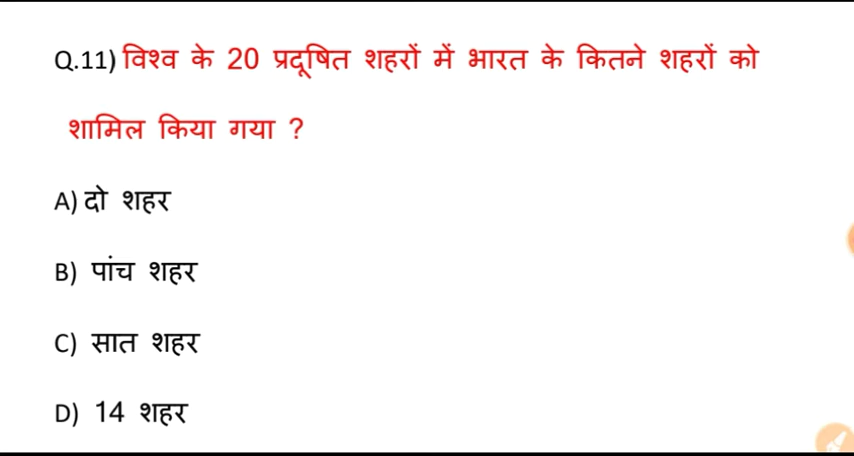 Q.11) विश्व के 20 प्रदूषित शहरों में भारत के कितने शहरों को
शामिल किया गया ?
A) दो शहर
B) पांच शहर
C) सात शहर
D) 14 शहर